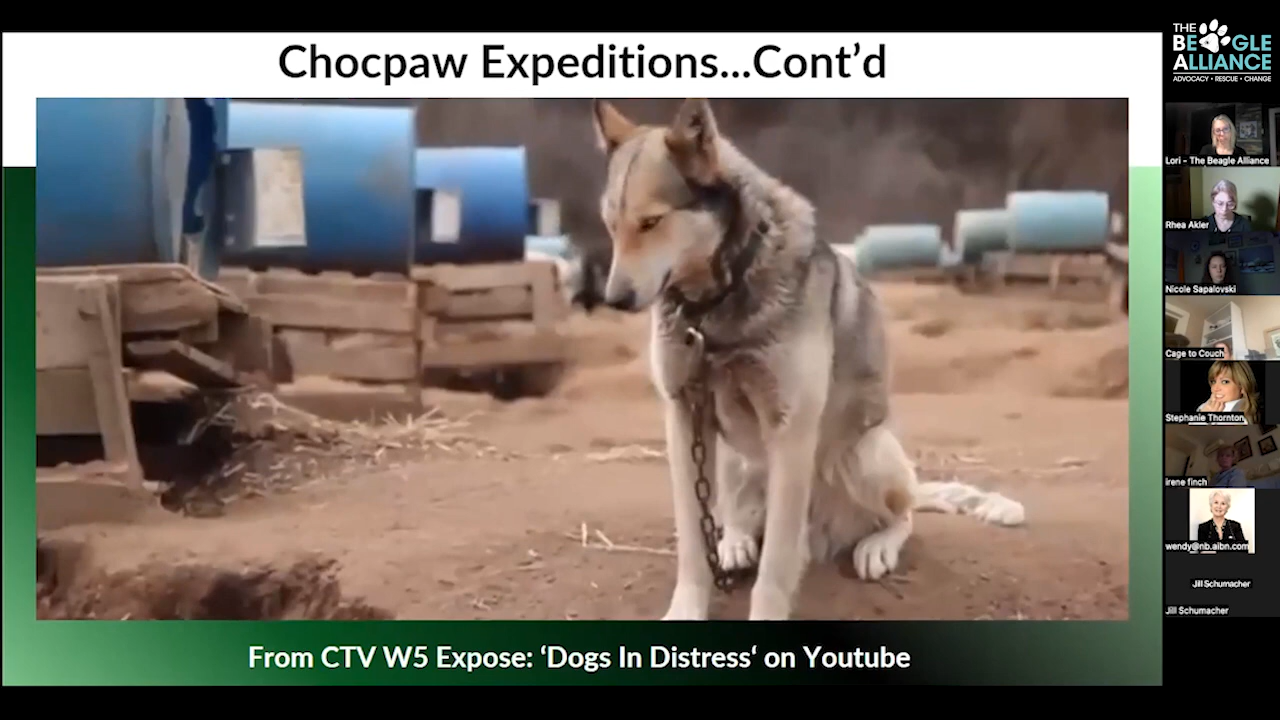 Chocpaw Expeditions...Cont’d
From CTV W5 Expose: ‘Dogs In Distress‘ on Youtube
THE
BEAGLE
ALLIANCE
ADVOCACY • RESCUE • CHANGE
Lori - The Beagle Alliance
Rhea Akler
Nicole Sapalovski
Cage to Couch
Stephanie Thornton
irene finch
wendy@nb.aibn.com
Jill Schumacher
Jill Schumacher